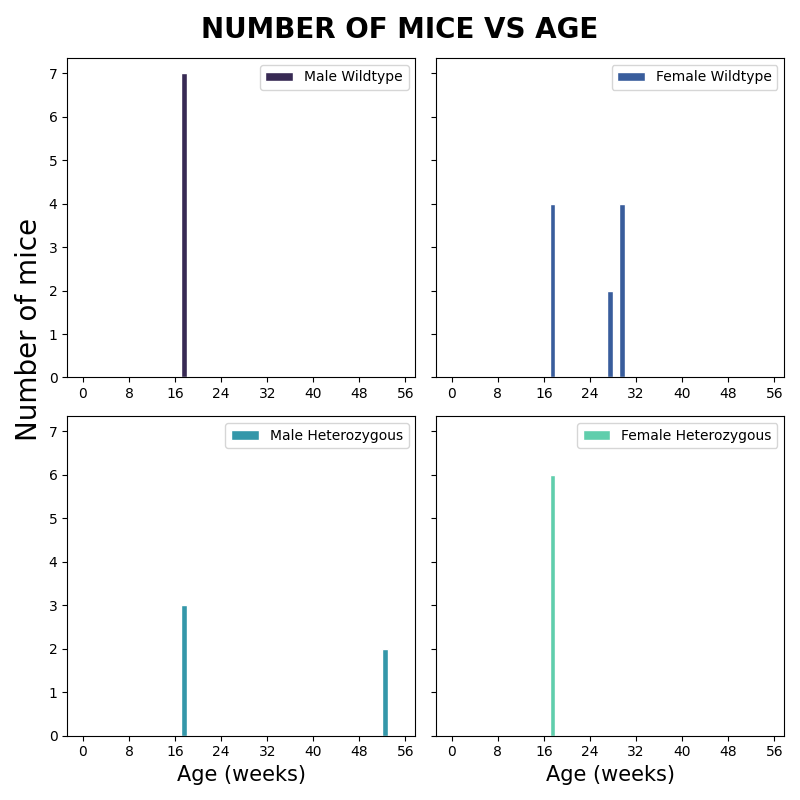 NUMBER OF MICE VS AGE
Number of mice
7
6
5
4
3
2
1
0
Male Wildtype
0 8 16 24 32 40 48 56
Female Wildtype
0 8 16 24 32 40 48 56
7
6
5
4
3
2
1
0
Male Heterozygous
0 8 16 24 32 40 48 56
Age (weeks)
Female Heterozygous
0 8 16 24 32 40 48 56
Age (weeks)